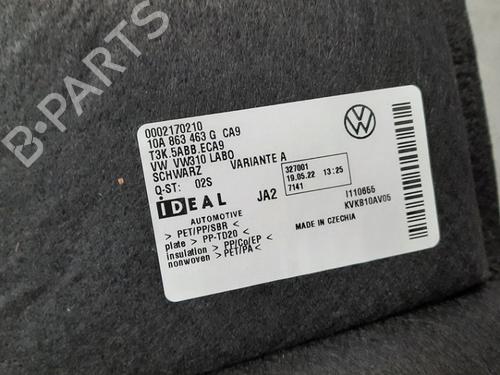 B-PARTS
0002170210
10A 863 463 G CA9
T3K.5ABB.ECA9
VW VW310 LABO
SCHWARZ VARIANTE A
Q-ST: 02S
327001
19.05.22 13:25
7141
iDEAL JA2
AUTOMOTIVE
I110655
KVKB10AV05
MADE IN CZECHIA
> PET/PP/SBR <
plate > PP-TD20 <
insulation > PP/Co/EP <
nonwoven > PET/PA <